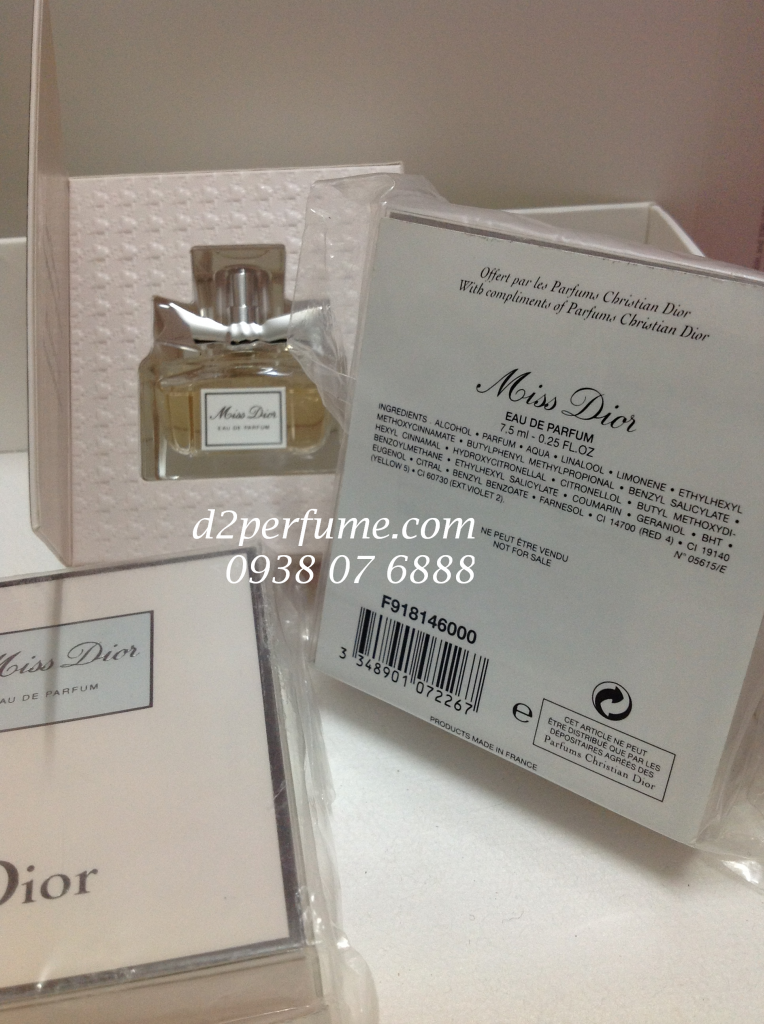 Miss Dior
EAU DE PARFUM
Offert par les Parfums Christian Dior
With compliments of Parfums Christian Dior
Miss Dior
EAU DE PARFUM
7.5 ml - 0.25 FL.OZ
INGREDIENTS : ALCOHOL • PARFUM • AQUA • LINALOOL • LIMONENE • ETHYLHEXYL
METHOXYCINNAMATE • BUTYLPHENYL METHYLPROPIONAL • BENZYL SALICYLATE •
HEXYL CINNAMAL • HYDROXYCITRONELLAL • CITRONELLOL • BUTYL METHOXYDI-
BENZOYLMETHANE • ETHYLHEXYL SALICYLATE • COUMARIN • GERANIOL • BHT •
EUGENOL • CITRAL • BENZYL BENZOATE • FARNESOL • CI 14700 (RED 4) • CI 19140
(YELLOW 5) • CI 60730 (EXT.VIOLET 2).
N° 05615/E
NE PEUT ÊTRE VENDU
NOT FOR SALE
d2perfume.com
0938 07 6888
F918146000
3 348901 072267
e
PRODUCTS MADE IN FRANCE
CET ARTICLE NE PEUT
ÊTRE DISTRIBUÉ QUE PAR LES
DÉPOSITAIRES AGRÉÉS DES
Parfums Christian Dior
Miss Dior
EAU DE PARFUM
Dior